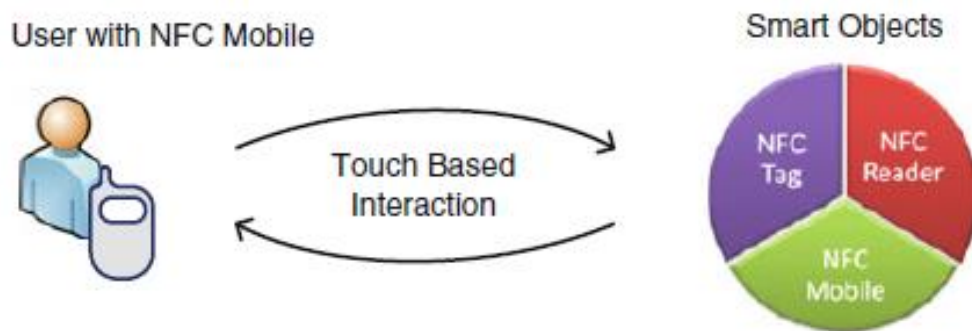 User with NFC Mobile
Smart Objects
Touch Based
Interaction
NFC
Tag
NFC
Reader
NFC
Mobile